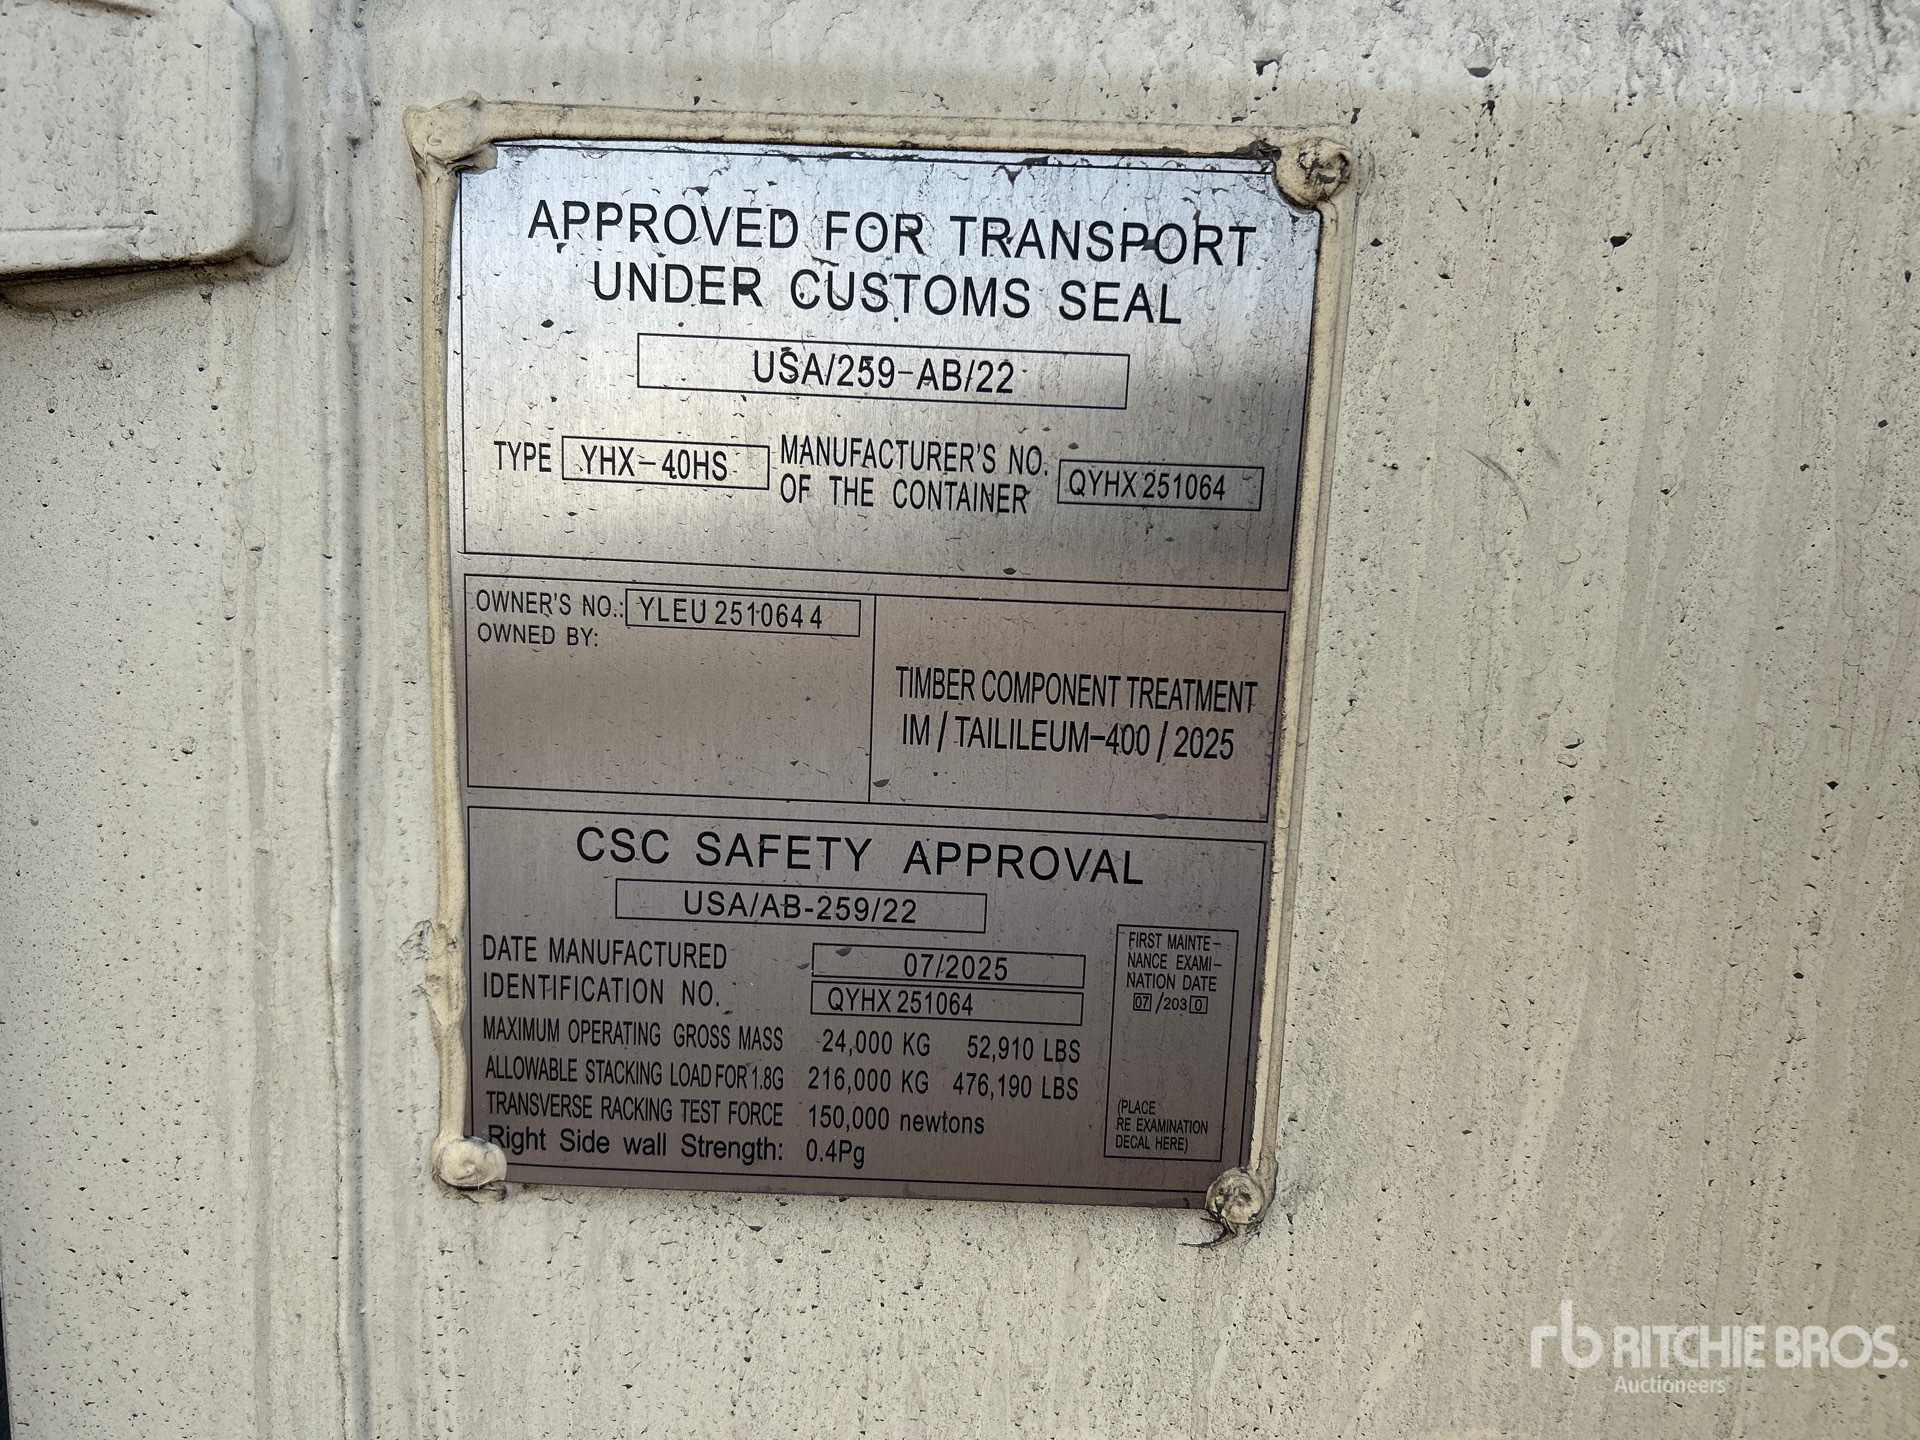 APPROVED FOR TRANSPORT
UNDER CUSTOMS SEAL
USA/259-AB/22
TYPE YHX-40HS MANUFACTURER'S NO. OF THE CONTAINER QYHX 251064
OWNER'S NO.: YLEU 251064 4
OWNED BY:
TIMBER COMPONENT TREATMENT
IM / TAILILEUM-400 / 2025
CSC SAFETY APPROVAL
USA/AB-259/22
DATE MANUFACTURED 07/2025
IDENTIFICATION NO. QYHX 251064
MAXIMUM OPERATING GROSS MASS 24,000 KG 52,910 LBS
ALLOWABLE STACKING LOAD FOR 1.8G 216,000 KG 476,190 LBS
TRANSVERSE RACKING TEST FORCE 150,000 newtons
Right Side wall Strength: 0.4Pg
FIRST MAINTE-
NANCE EXAMI-
NATION DATE
07/2030
(PLACE
RE EXAMINATION
DECAL HERE)
rb RITCHIE BROS.
Auctioneers